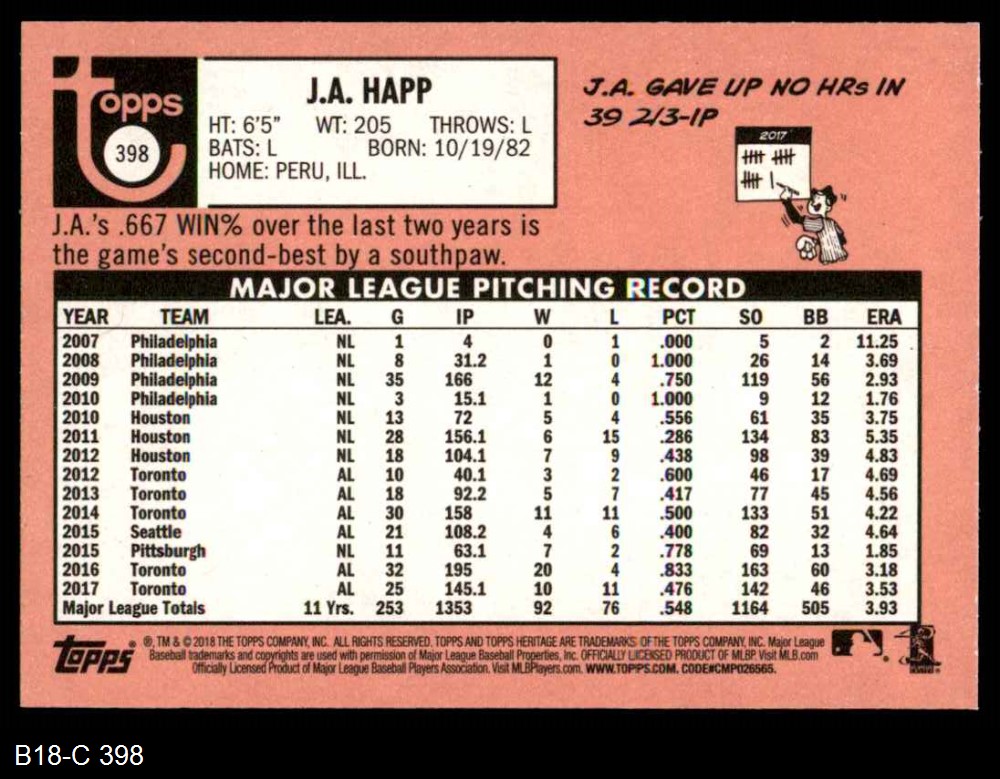 topps
398
J.A. HAPP
HT: 6'5" WT: 205 THROWS: L
BATS: L BORN: 10/19/82
HOME: PERU, ILL.
J.A. GAVE UP NO HRs IN
39 2/3-IP
2017
J.A.'s .667 WIN% over the last two years is
the game's second-best by a southpaw.
MAJOR LEAGUE PITCHING RECORD
YEAR TEAM LEA. G IP W L PCT SO BB ERA
2007 Philadelphia NL 1 4 0 1 .000 5 2 11.25
2008 Philadelphia NL 8 31.2 1 0 1.000 26 14 3.69
2009 Philadelphia NL 35 166 12 4 .750 119 56 2.93
2010 Philadelphia NL 3 15.1 1 0 1.000 9 12 1.76
2010 Houston NL 13 72 5 4 .556 61 35 3.75
2011 Houston NL 28 156.1 6 15 .286 134 83 5.35
2012 Houston NL 18 104.1 7 9 .438 98 39 4.83
2012 Toronto AL 10 40.1 3 2 .600 46 17 4.69
2013 Toronto AL 18 92.2 5 7 .417 77 45 4.56
2014 Toronto AL 30 158 11 11 .500 133 51 4.22
2015 Seattle AL 21 108.2 4 6 .400 82 32 4.64
2015 Pittsburgh NL 11 63.1 7 2 .778 69 13 1.85
2016 Toronto AL 32 195 20 4 .833 163 60 3.18
2017 Toronto AL 25 145.1 10 11 .476 142 46 3.53
Major League Totals 11 Yrs. 253 1353 92 76 .548 1164 505 3.93
topps ®, TM & © 2018 THE TOPPS COMPANY, INC. ALL RIGHTS RESERVED. TOPPS AND TOPPS HERITAGE ARE TRADEMARKS OF THE TOPPS COMPANY, INC. Major League
Baseball trademarks and copyrights are used with permission of Major League Baseball Properties, Inc. OFFICIALLY LICENSED PRODUCT OF MLBP Visit MLB.com
Officially Licensed Product of Major League Baseball Players Association. Visit MLBPlayers.com. WWW.TOPPS.COM. CODE#CMP026565.
B18-C 398